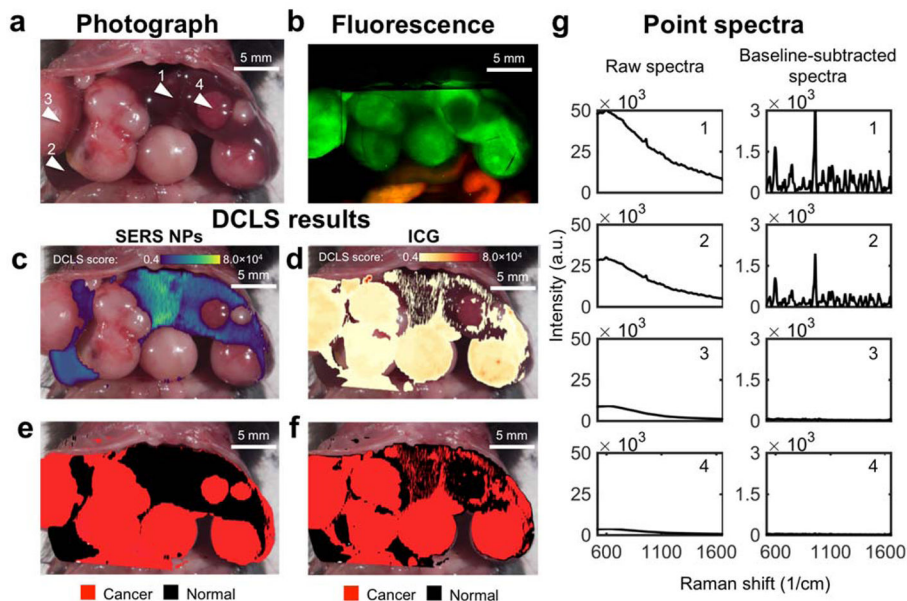 a
Photograph
5 mm
1
4
3
2
b
Fluorescence
5 mm
DCLS results
SERS NPs
c
DCLS score: 0.4 8.0×10⁴
5 mm
ICG
d
DCLS score: 0.4 8.0×10⁴
5 mm
e
5 mm
f
5 mm
Cancer Normal
Cancer Normal
g
Point spectra
Raw spectra
Baseline-subtracted
spectra
Intensity (a.u.)
× 10³
50
25
0
1
× 10³
3
1.5
0
1
× 10³
50
25
0
2
× 10³
3
1.5
0
2
× 10³
50
25
0
3
× 10³
3
1.5
0
3
× 10³
50
25
0
4
× 10³
3
1.5
0
4
600 1100 1600
600 1100 1600
Raman shift (1/cm)